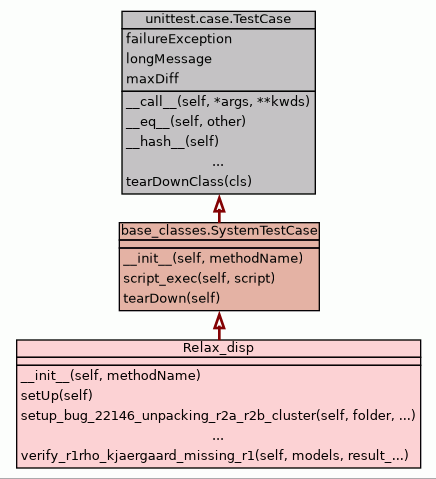 unittest.case.TestCase
failureException
longMessage
maxDiff
__call__(self, *args, **kwds)
__eq__(self, other)
__hash__(self)
...
tearDownClass(cls)
base_classes.SystemTestCase
__init__(self, methodName)
script_exec(self, script)
tearDown(self)
Relax_disp
__init__(self, methodName)
setUp(self)
setup_bug_22146_unpacking_r2a_r2b_cluster(self, folder, ...)
...
verify_r1rho_kjaergaard_missing_r1(self, models, result_...)